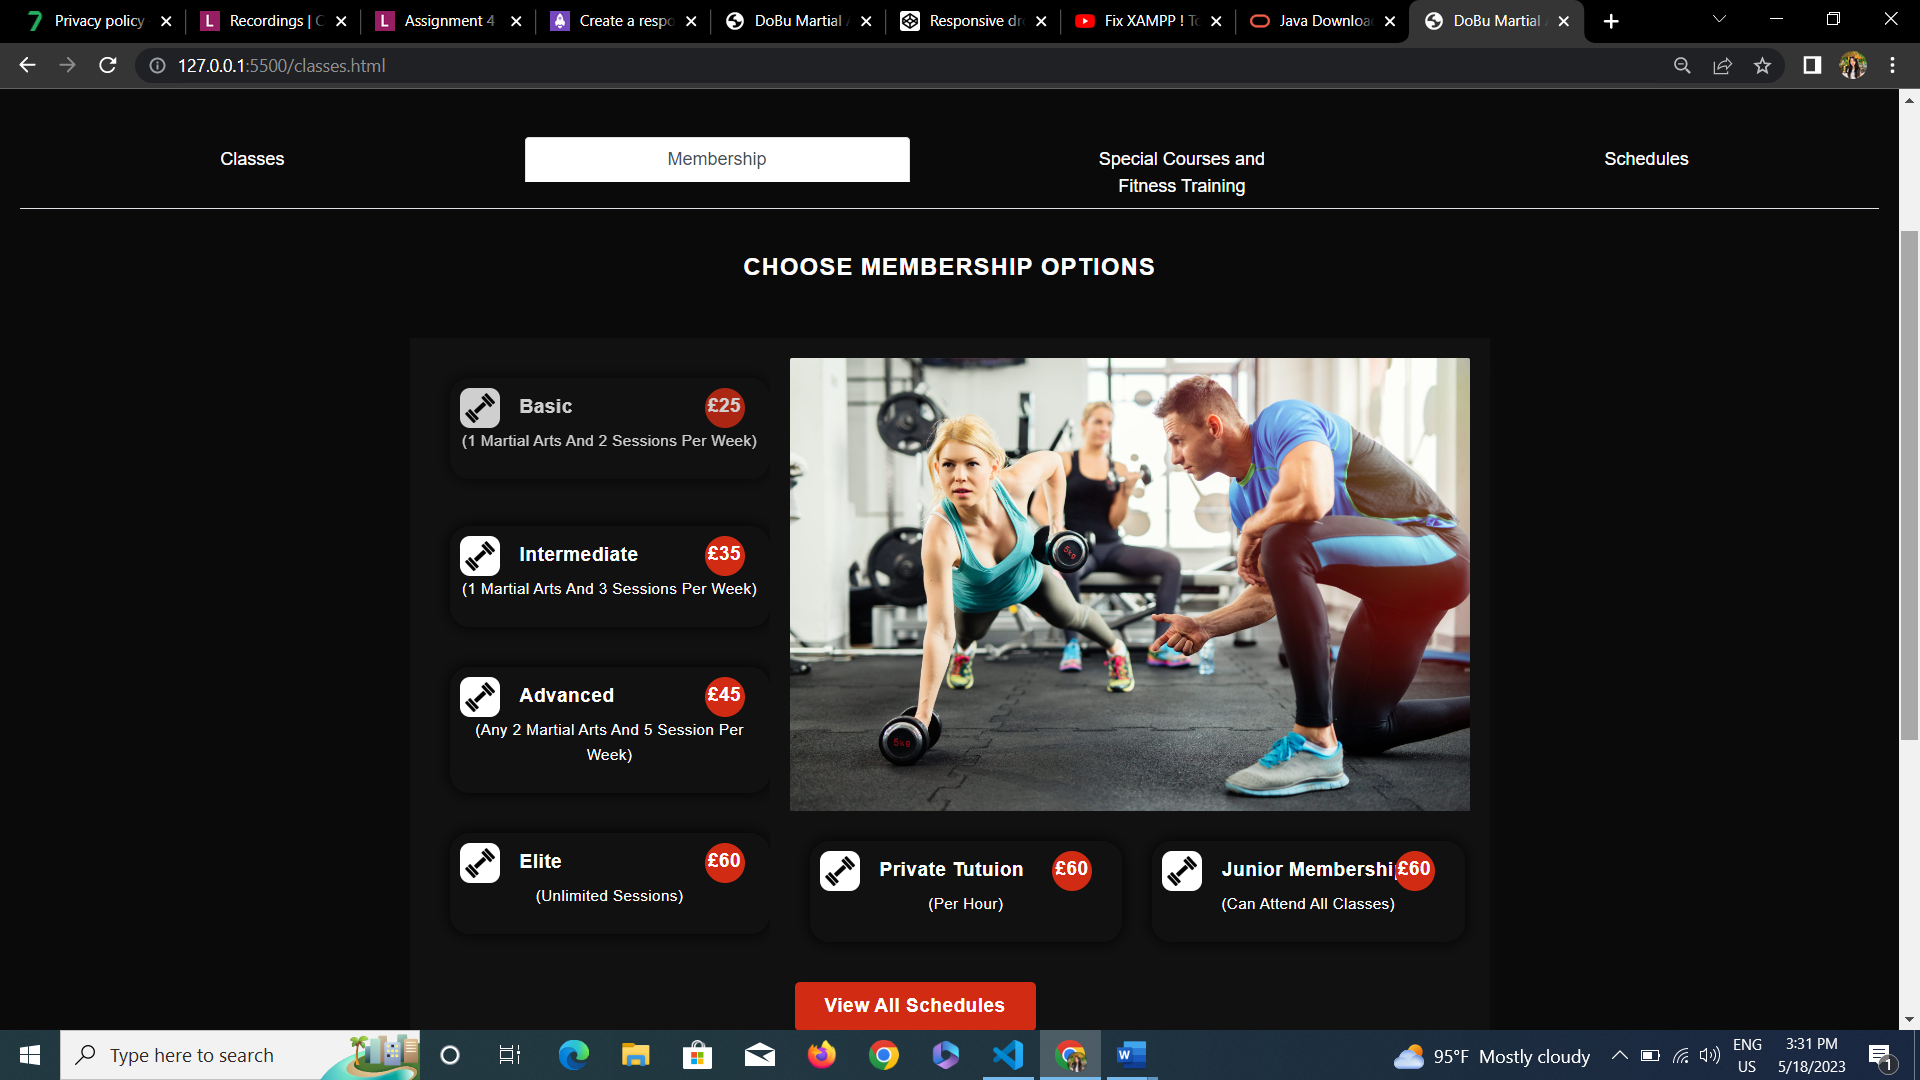 Privacy policy
Recordings | C
Assignment 4
Create a respo
DoBu Martial A
Responsive dr
Fix XAMPP ! To
Java Downloa
DoBu Martial A
127.0.0.1:5500/classes.html
Classes
Membership
Special Courses and
Fitness Training
Schedules
CHOOSE MEMBERSHIP OPTIONS
Basic
£25
(1 Martial Arts And 2 Sessions Per Week)
Intermediate
£35
(1 Martial Arts And 3 Sessions Per Week)
Advanced
£45
(Any 2 Martial Arts And 5 Session Per
Week)
Elite
£60
(Unlimited Sessions)
5kg
5kg
Private Tutuion
£60
(Per Hour)
Junior Membership
£60
(Can Attend All Classes)
View All Schedules
Type here to search
95°F Mostly cloudy
ENG
US
3:31 PM
5/18/2023
1